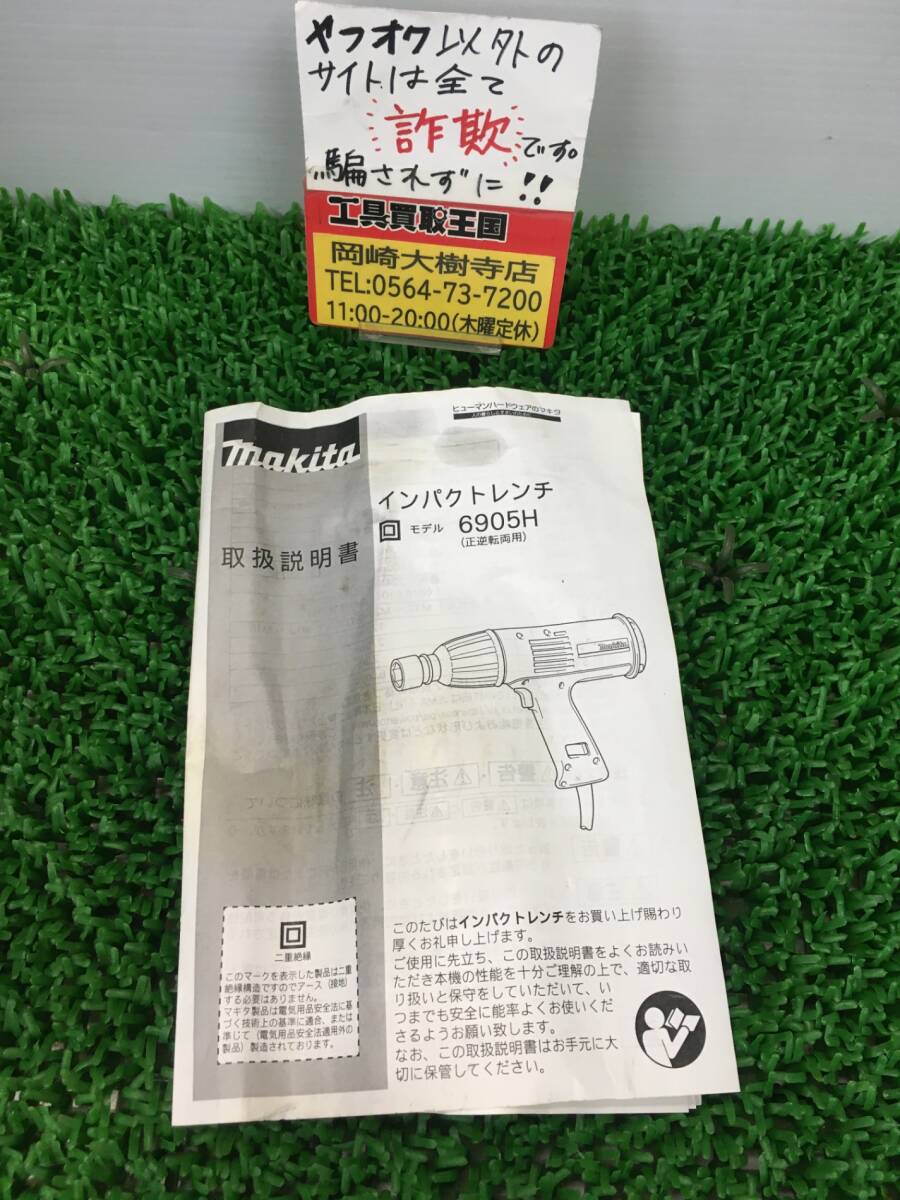 ヤフオク以外の
サイトは全て
詐欺です。
騙されずに!!
工具買取王国
岡崎大樹寺店
TEL:0564-73-7200
11:00-20:00(木曜定休)
ヒューマンハードウェアのマキタ
makita
インパクトレンチ
モデル 6905H
(正逆転両用)
取扱説明書
makita
このたびはインパクトレンチをお買い上げ賜わり
厚くお礼申し上げます。
ご使用に先立ち、この取扱説明書をよくお読みい
ただき本機の性能を十分ご理解の上で、適切な取
り扱いと保守をしていただいて、い
つまでも安全に能率よくお使いくだ
さるようお願い致します。
なお、この取扱説明書はお手元に大
切に保管してください。
二重絶縁
このマークを表示した製品は二重
絶縁構造ですのでアース(接地)
する必要はありません。
マキタ製品は電気用品安全法に基
づく技術上の基準に適合、または
準じて(電気用品安全法適用外の
製品)製造されております。